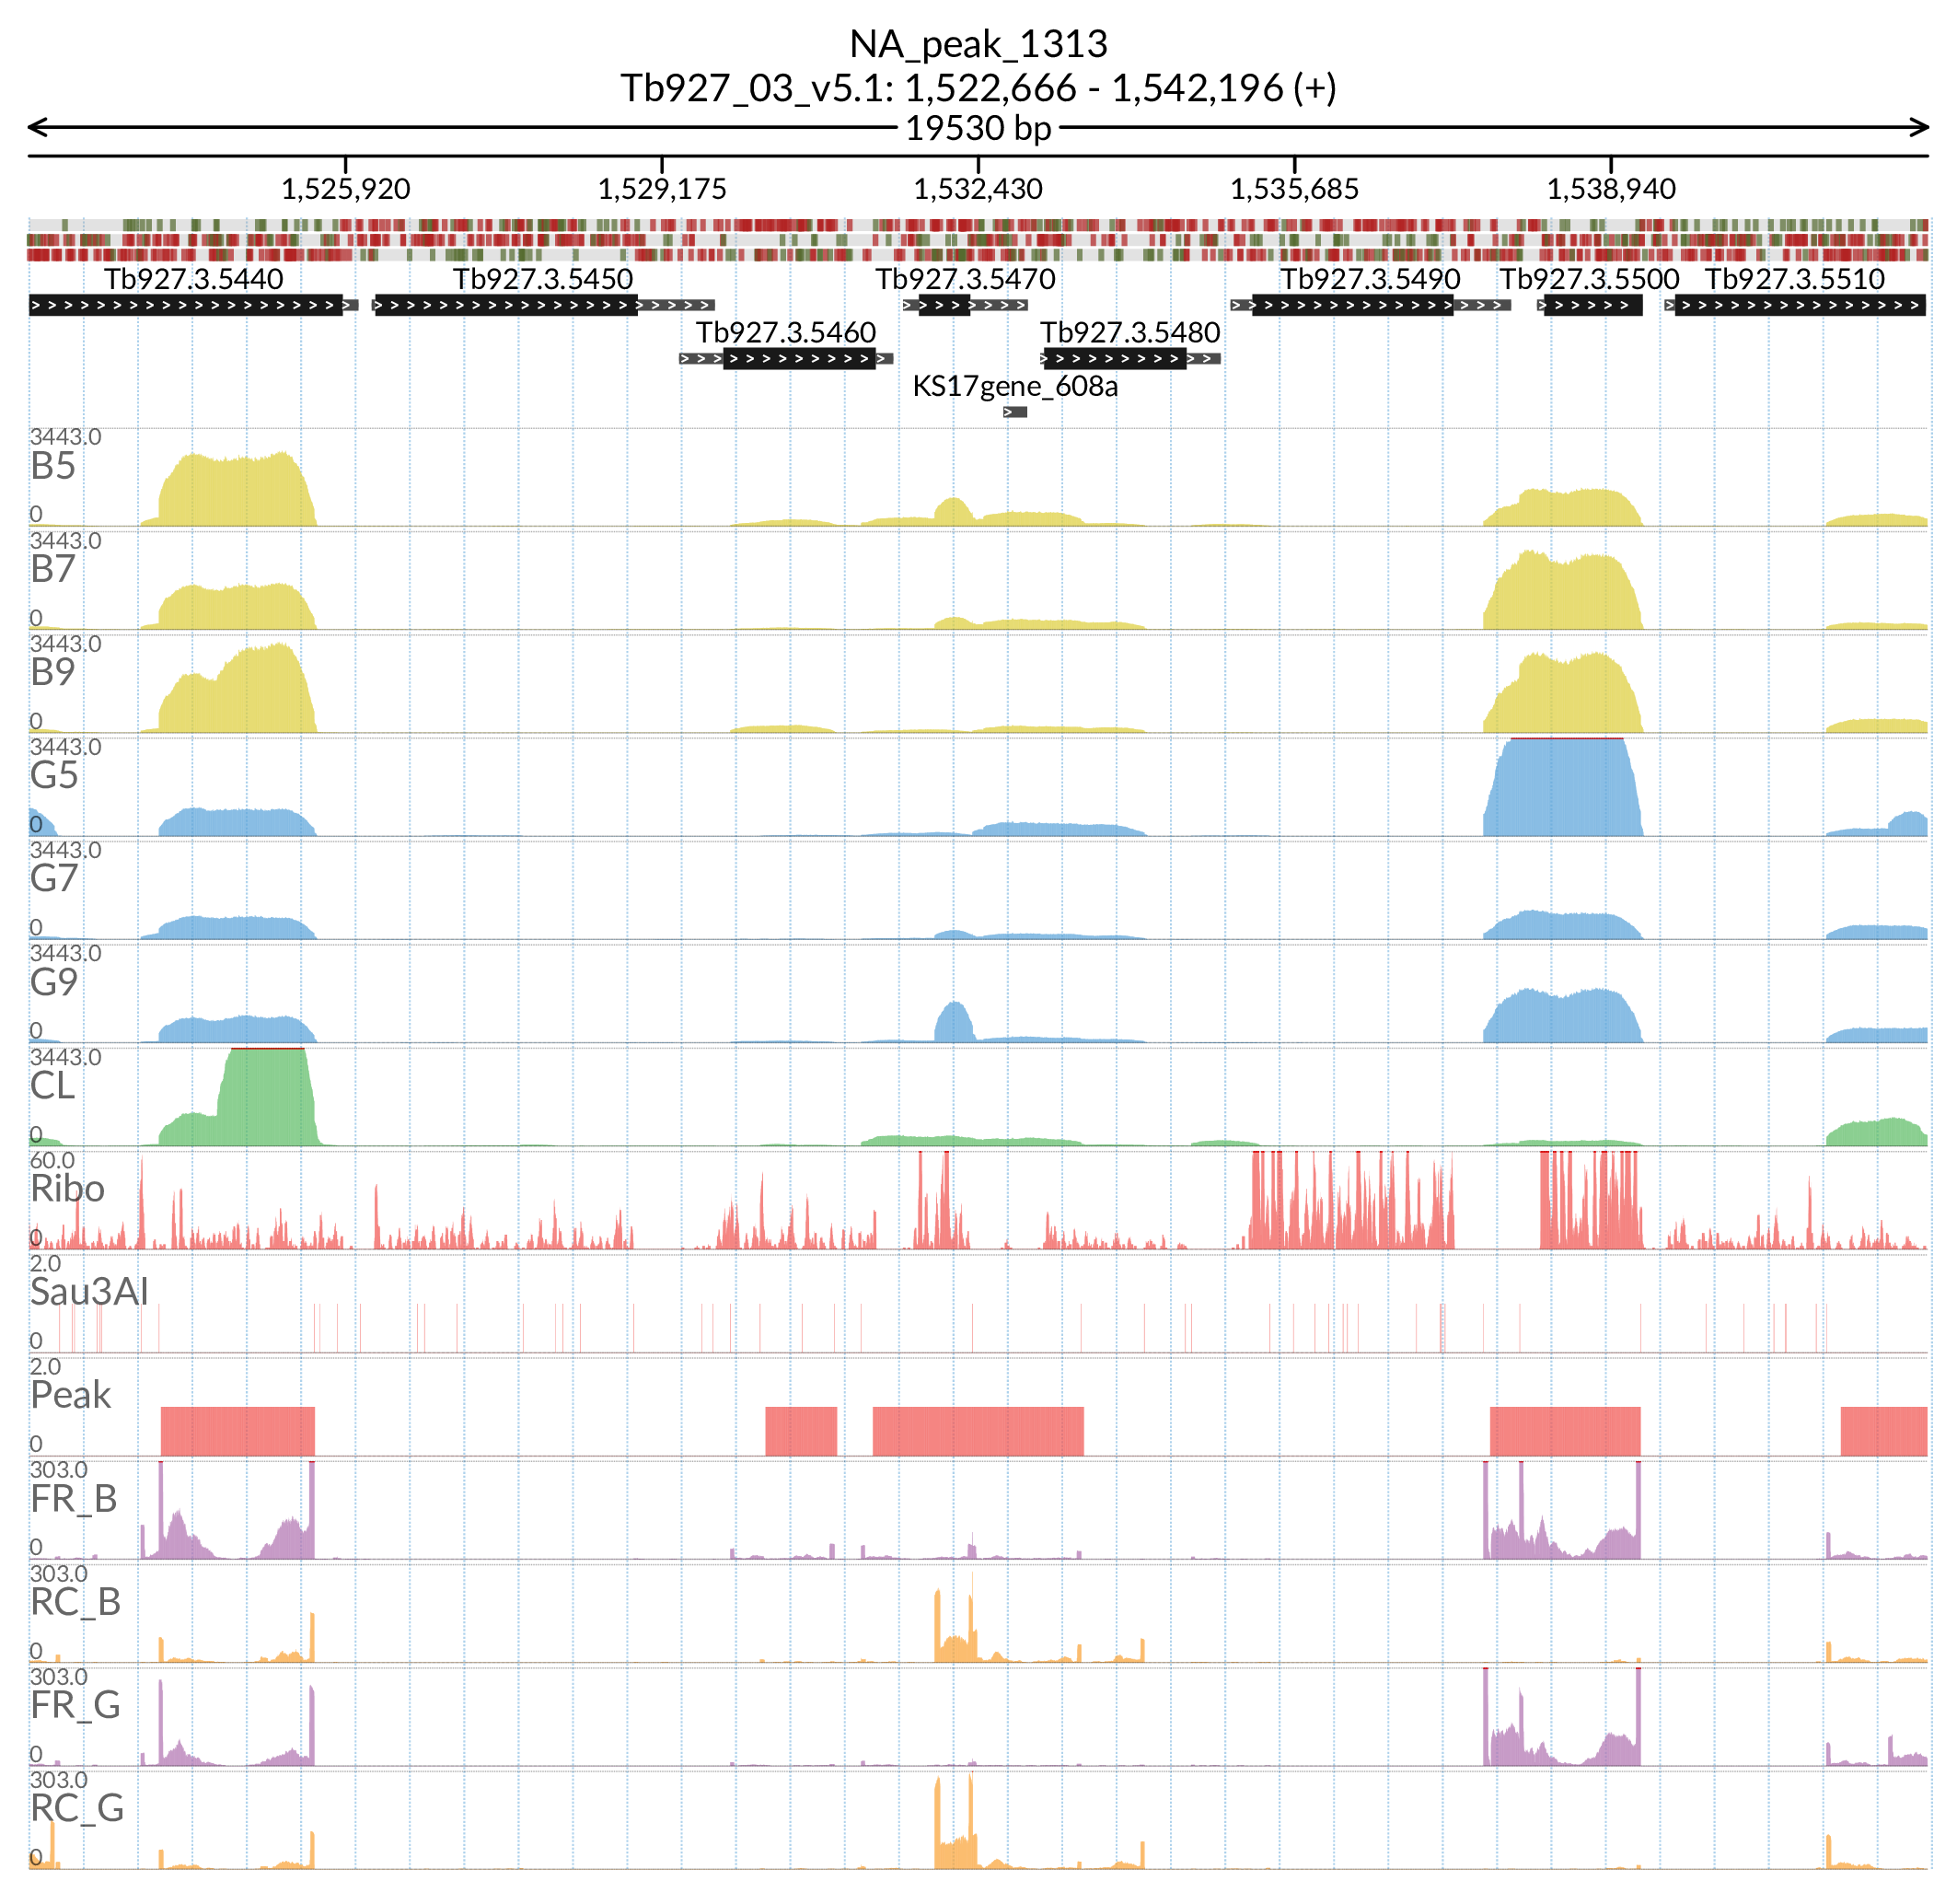 NA_peak_1313
Tb927_03_v5.1: 1,522,666 - 1,542,196 (+)
19530 bp
1,525,920 1,529,175 1,532,430 1,535,685 1,538,940
Tb927.3.5440 Tb927.3.5450 Tb927.3.5470 Tb927.3.5490 Tb927.3.5500 Tb927.3.5510
Tb927.3.5460 Tb927.3.5480
KS17gene_608a
3443.0
B5
0
3443.0
B7
0
3443.0
B9
0
3443.0
G5
0
3443.0
G7
0
3443.0
G9
0
3443.0
CL
0
60.0
Ribo
0
2.0
Sau3AI
0
2.0
Peak
0
303.0
FR_B
0
303.0
RC_B
0
303.0
FR_G
0
303.0
RC_G
0